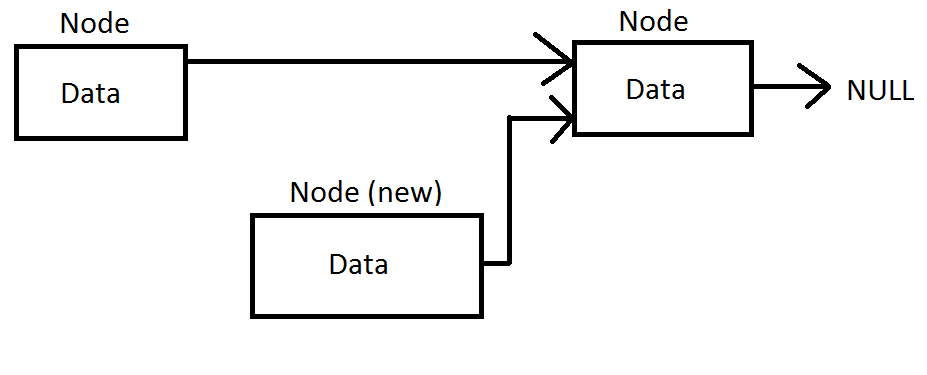 Node
Node
Data
Data
NULL
Node (new)
Data